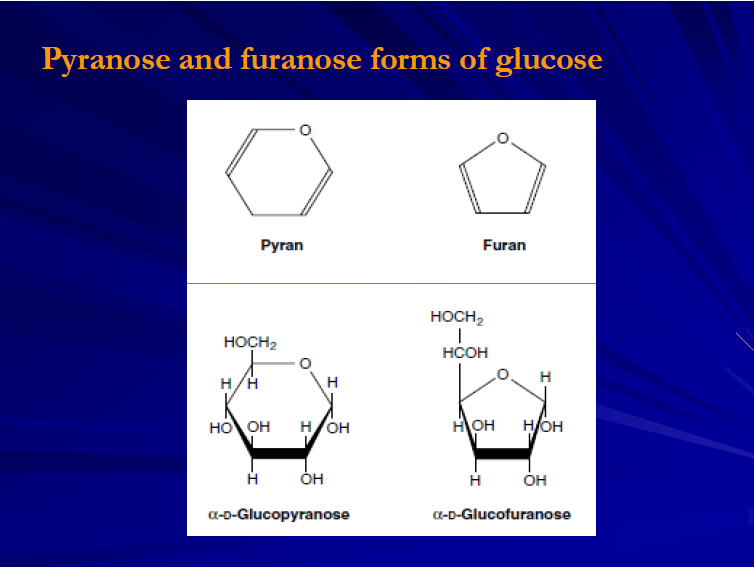 Pyranose and furanose forms of glucose
O
O
Pyran
Furan
HOCH₂
HCOH
HOCH₂
O
O
H
H
H
H
HO
OH
H
OH
H
OH
H
OH
H
OH
H
OH
α-D-Glucopyranose
α-D-Glucofuranose